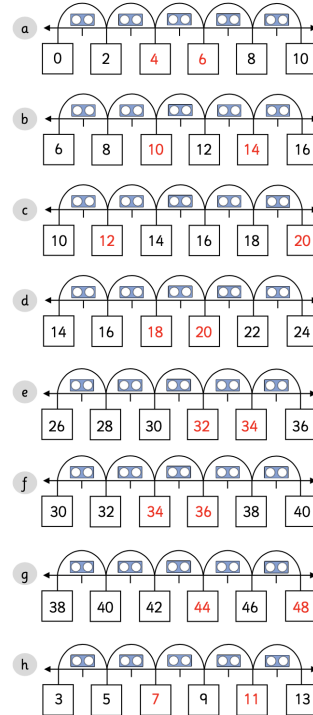 a
0 2 4 6 8 10
b
6 8 10 12 14 16
c
10 12 14 16 18 20
d
14 16 18 20 22 24
e
26 28 30 32 34 36
f
30 32 34 36 38 40
g
38 40 42 44 46 48
h
3 5 7 9 11 13